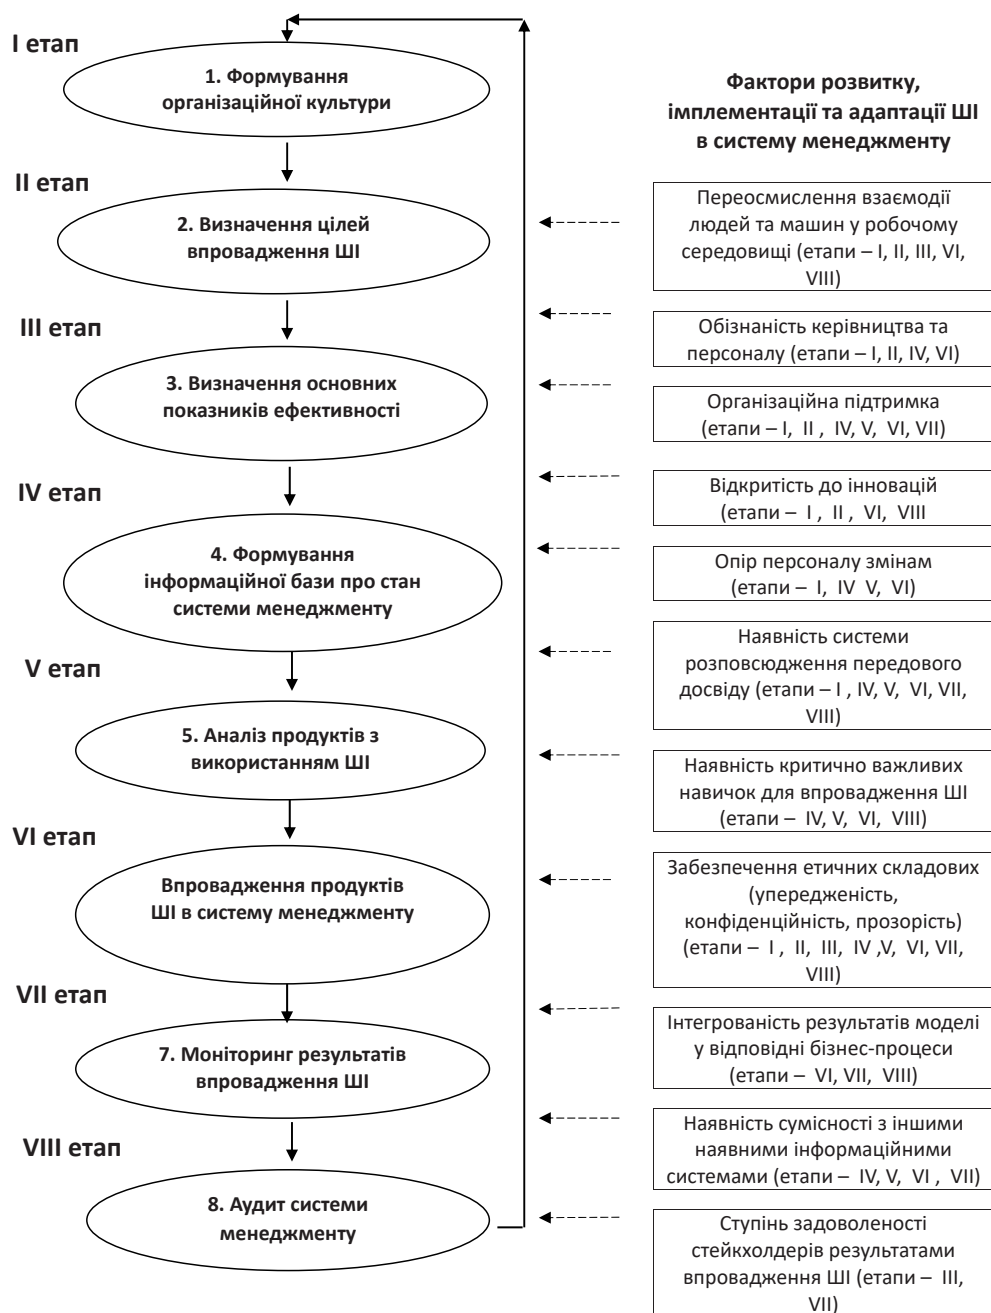 I етап
1. Формування
організаційної культури
II етап
2. Визначення цілей
впровадження ШІ
III етап
3. Визначення основних
показників ефективності
IV етап
4. Формування
інформаційної бази про стан
системи менеджменту
V етап
5. Аналіз продуктів з
використанням ШІ
VI етап
Впровадження продуктів
ШІ в систему менеджменту
VII етап
7. Моніторинг результатів
впровадження ШІ
VIII етап
8. Аудит системи
менеджменту
Фактори розвитку,
імплементації та адаптації ШІ
в систему менеджменту
Переосмислення взаємодії
людей та машин у робочому
середовищі (етапи – I, II, III, VI,
VIII)
Обізнаність керівництва та
персоналу (етапи – I, II, IV, VI)
Організаційна підтримка
(етапи – I, II , IV, V, VI, VII)
Відкритість до інновацій
(етапи – I , II , VI, VIII
Опір персоналу змінам
(етапи – I, IV V, VI)
Наявність системи
розповсюдження передового
досвіду (етапи – I , IV, V, VI, VII,
VIII)
Наявність критично важливих
навичок для впровадження ШІ
(етапи – IV, V, VI, VIII)
Забезпечення етичних складових
(упередженість,
конфіденційність, прозорість)
(етапи – I , II, III, IV ,V, VI, VII,
VIII)
Інтегрованість результатів моделі
у відповідні бізнес-процеси
(етапи – VI, VII, VIII)
Наявність сумісності з іншими
наявними інформаційними
системами (етапи – IV, V, VI , VII)
Ступінь задоволеності
стейкхолдерів результатами
впровадження ШІ (етапи – III,
VII)